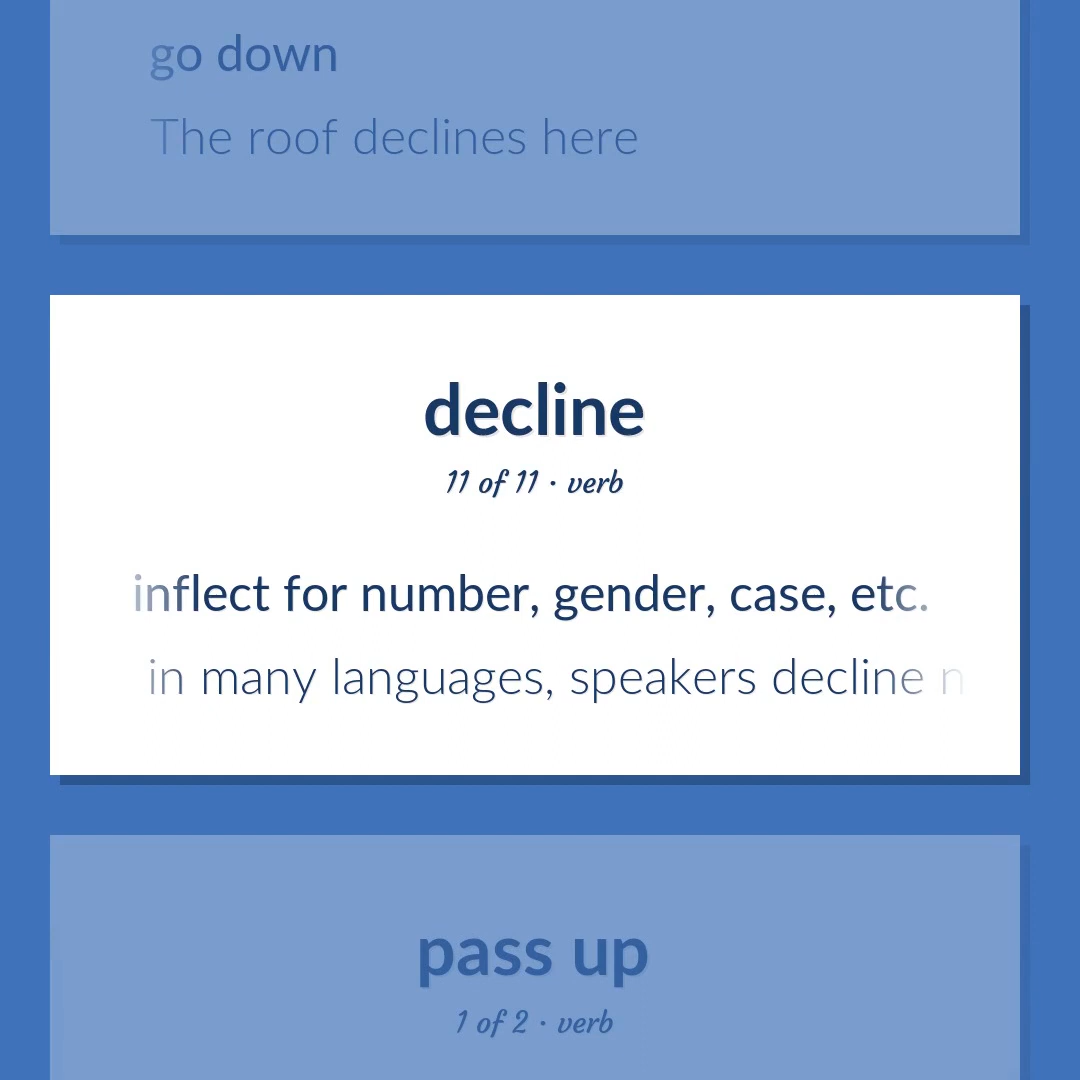 go down
The roof declines here
decline
11 of 11 · verb
inflect for number, gender, case, etc.
in many languages, speakers decline n
pass up
1 of 2 · verb